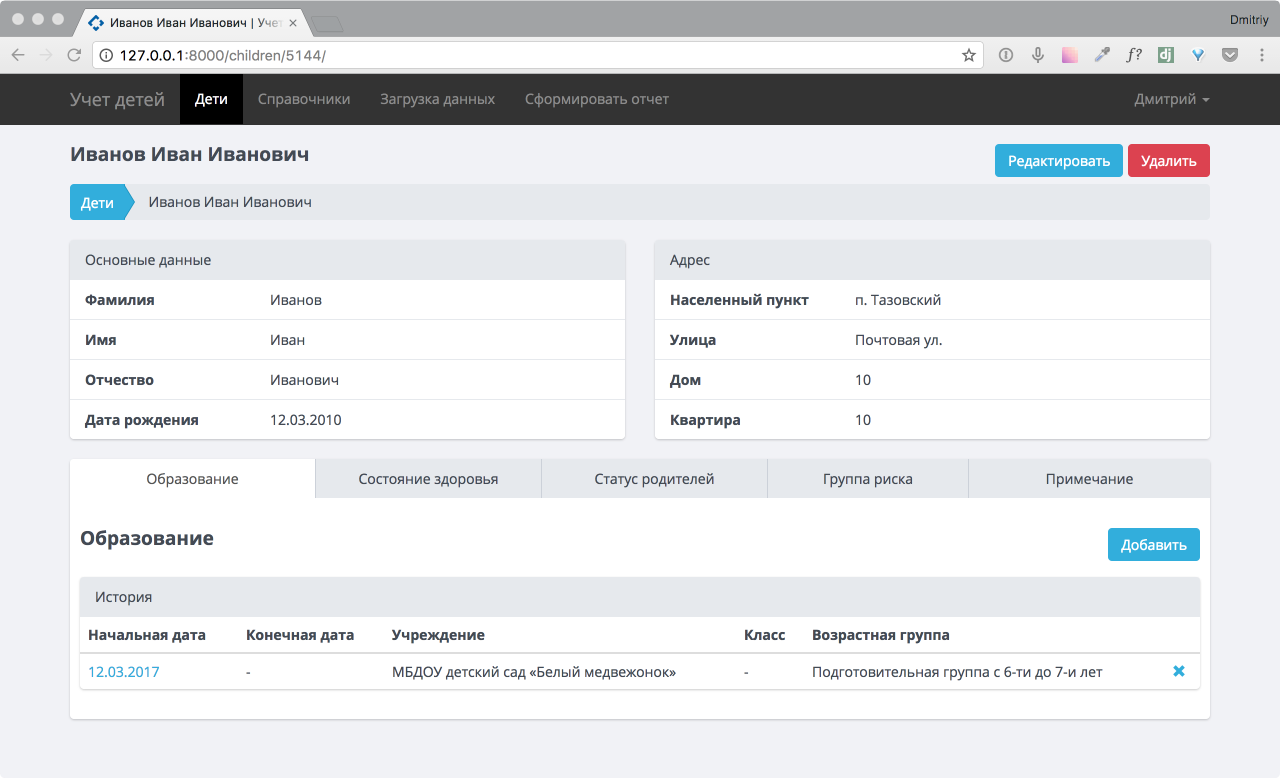 Иванов Иван Иванович | Учет
Dmitriy
127.0.0.1:8000/children/5144/
f?
dj
Учет детей Дети Справочники Загрузка данных Сформировать отчет Дмитрий
Иванов Иван Иванович
Редактировать Удалить
Дети Иванов Иван Иванович
Основные данные
Фамилия Иванов
Имя Иван
Отчество Иванович
Дата рождения 12.03.2010
Адрес
Населенный пункт п. Тазовский
Улица Почтовая ул.
Дом 10
Квартира 10
Образование Состояние здоровья Статус родителей Группа риска Примечание
Образование
Добавить
История
Начальная дата Конечная дата Учреждение Класс Возрастная группа
12.03.2017 - МБДОУ детский сад «Белый медвежонок» - Подготовительная группа с 6-ти до 7-и лет